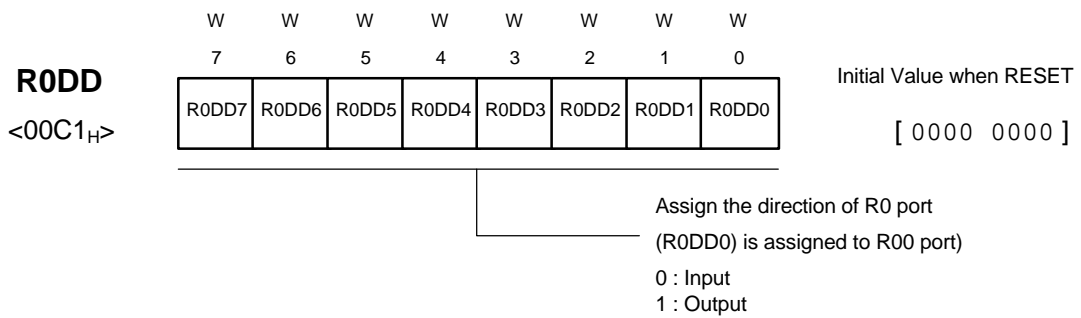 W W W W W W W W
7 6 5 4 3 2 1 0
R0DD
Initial Value when RESET
R0DD7 R0DD6 R0DD5 R0DD4 R0DD3 R0DD2 R0DD1 R0DD0
<00C1H>
[ 0000 0000 ]
Assign the direction of R0 port
(R0DD0) is assigned to R00 port)
0 : Input
1 : Output